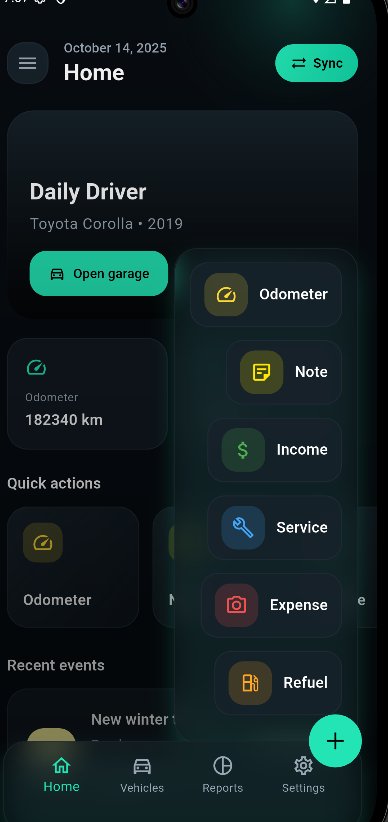 October 14, 2025
Home
Sync
Daily Driver
Toyota Corolla • 2019
Open garage
Odometer
Note
Income
Service
Expense
Refuel
Odometer
182340 km
Quick actions
Odometer
Recent events
New winter
Home
Vehicles
Reports
Settings